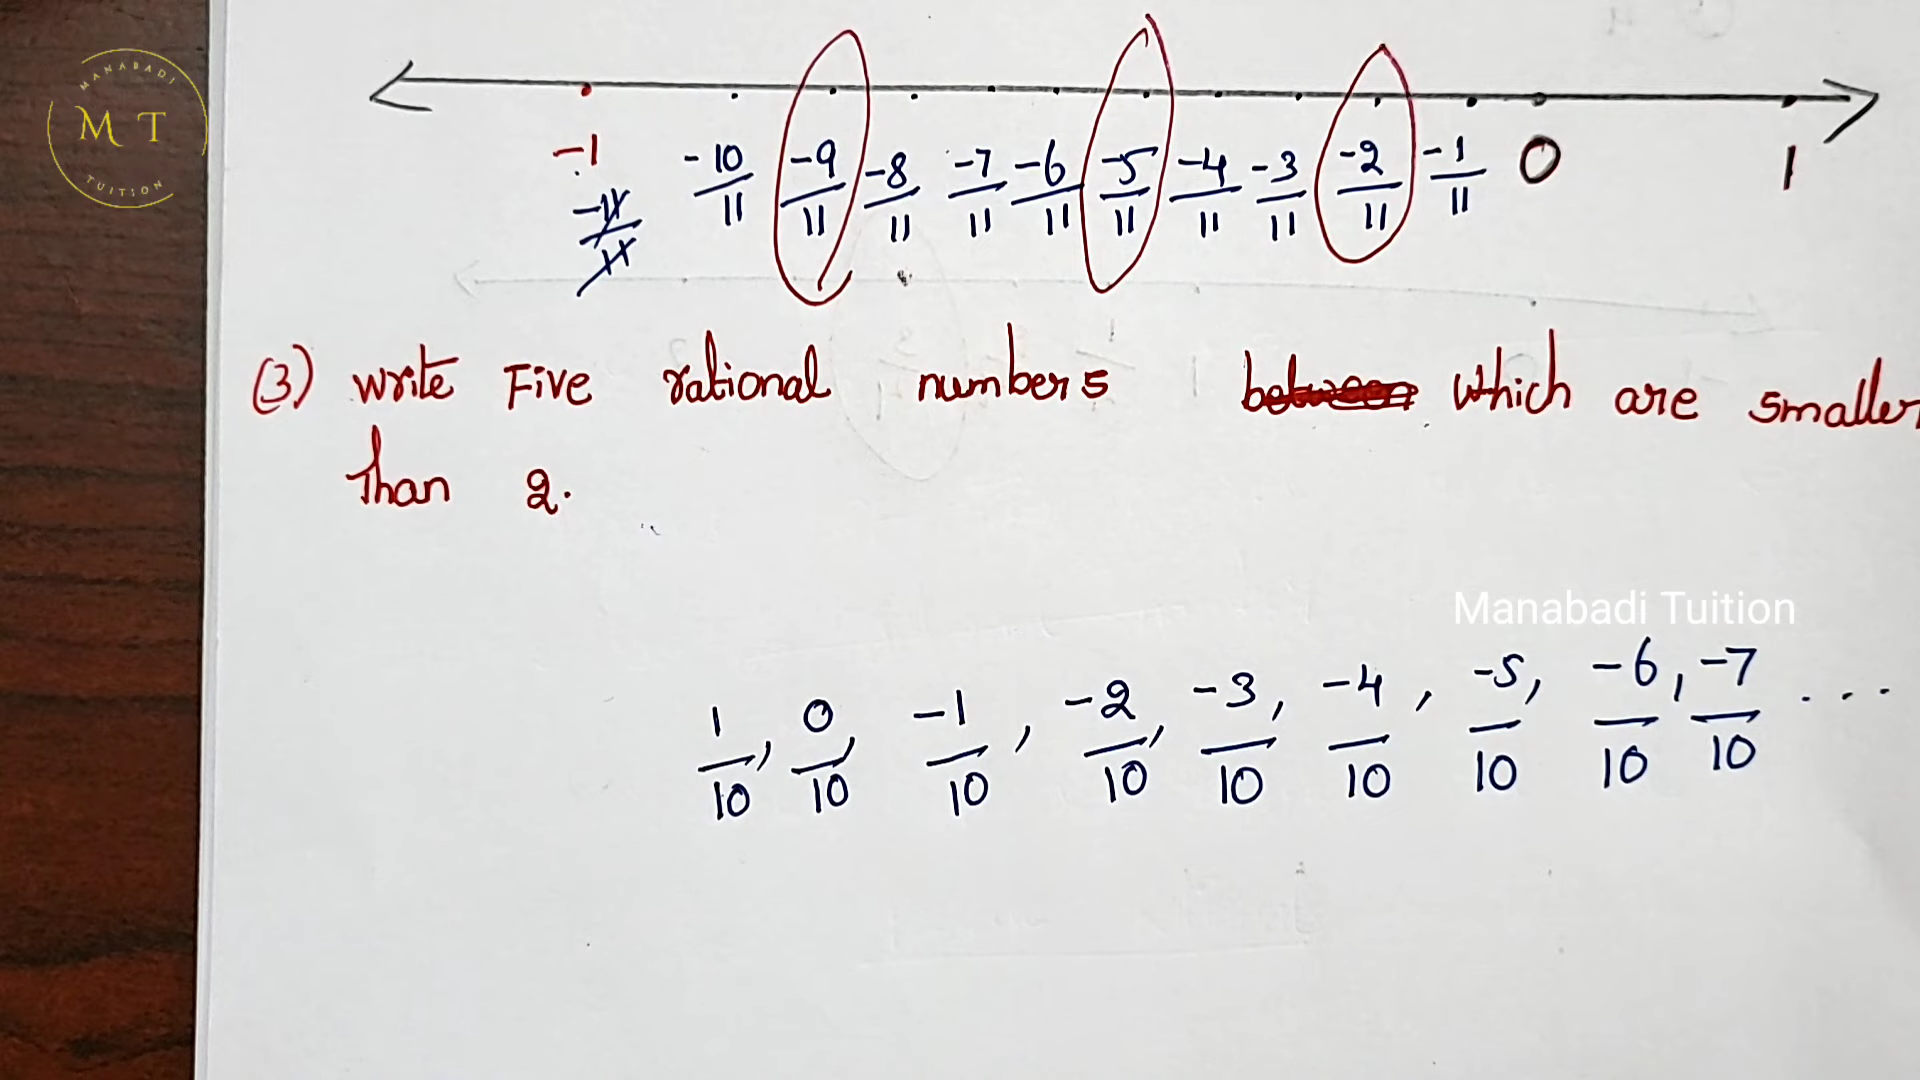 MANABADI
MT
TUITION
-1 -10/11 -9/11 -8/11 -7/11 -6/11 -5/11 -4/11 -3/11 -2/11 -1/11 0 1
-11/11
(3) write Five rational numbers between which are smaller
than 2.
Manabadi Tuition
1/10, 0/10, -1/10, -2/10, -3/10, -4/10, -5/10, -6/10, -7/10 ...